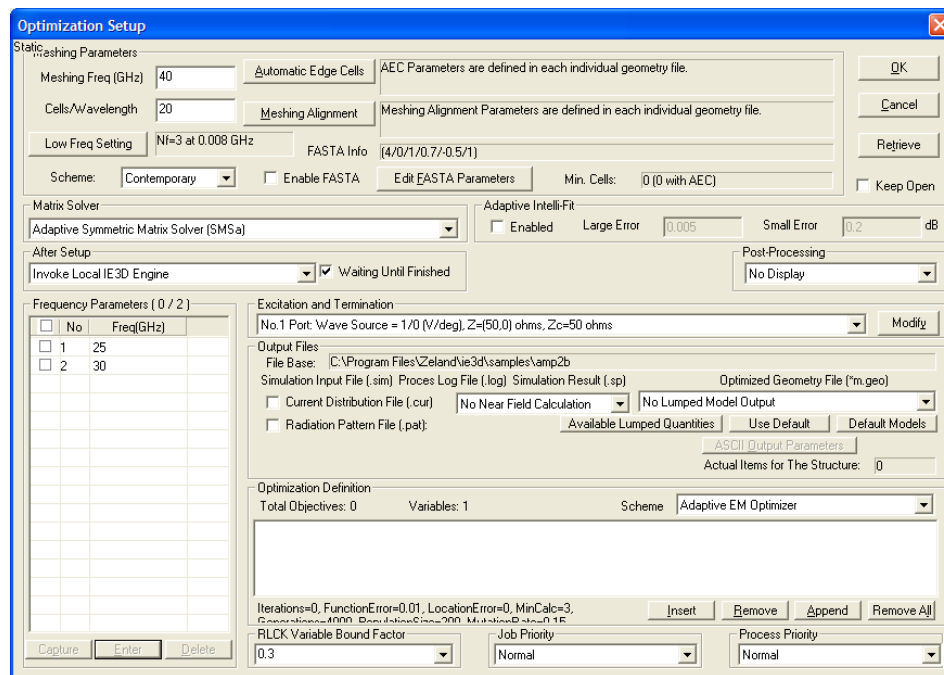 Optimization Setup
Static
Meshing Parameters
Meshing Freq (GHz) 40 Automatic Edge Cells AEC Parameters are defined in each individual geometry file. OK
Cells/Wavelength 20 Meshing Alignment Meshing Alignment Parameters are defined in each individual geometry file. Cancel
Low Freq Setting Nf=3 at 0.008 GHz FASTA Info (4/0/1/0.7/-0.5/1) Retrieve
Scheme: Contemporary Enable FASTA Edit FASTA Parameters Min. Cells: 0 (0 with AEC) Keep Open
Matrix Solver Adaptive Intelli-Fit
Adaptive Symmetric Matrix Solver (SMSa) Enabled Large Error 0.005 Small Error 0.2 dB
After Setup Post-Processing
Invoke Local IE3D Engine Waiting Until Finished No Display
Frequency Parameters ( 0 / 2 ) Excitation and Termination
No Freq(GHz) No.1 Port: Wave Source = 1/0 (V/deg), Z=(50,0) ohms, Zc=50 ohms Modify
1 25
2 30
Output Files
File Base: C:\Program Files\Zeland\ie3d\samples\amp2b
Simulation Input File (.sim) Proces Log File (.log) Simulation Result (.sp) Optimized Geometry File (*m.geo)
Current Distribution File (.cur) No Near Field Calculation No Lumped Model Output
Radiation Pattern File (.pat): Available Lumped Quantities Use Default Default Models
ASCII Output Parameters
Actual Items for The Structure: 0
Optimization Definition
Total Objectives: 0 Variables: 1 Scheme Adaptive EM Optimizer
Iterations=0, FunctionError=0.01, LocationError=0, MinCalc=3, Insert Remove Append Remove All
Generations=4000, PopulationSize=200, MutationRate=0.15
Capture Enter Delete
RLCK Variable Bound Factor Job Priority Process Priority
0.3 Normal Normal